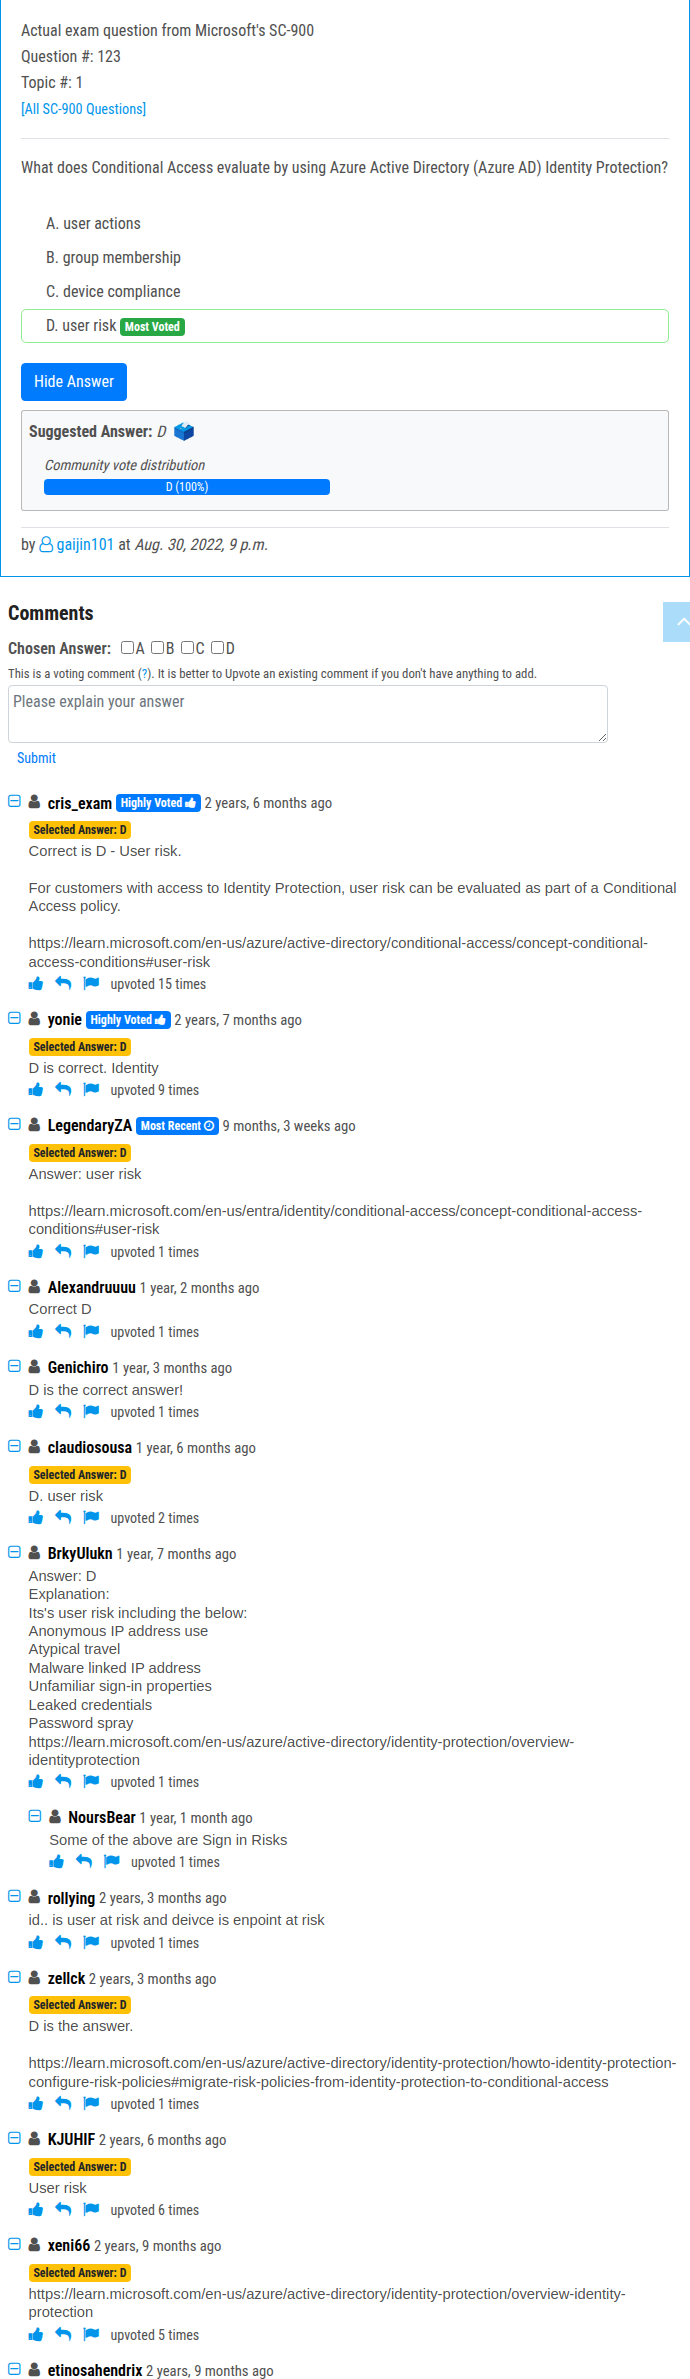 Actual exam question from Microsoft's SC-900
Question #: 123
Topic #: 1
[All SC-900 Questions]
What does Conditional Access evaluate by using Azure Active Directory (Azure AD) Identity Protection?
A. user actions
B. group membership
C. device compliance
D. user risk Most Voted
Hide Answer
Suggested Answer: D
Community vote distribution
D (100%)
by gaijin101 at Aug. 30, 2022, 9 p.m.
Comments
Chosen Answer: A B C D
This is a voting comment (?). It is better to Upvote an existing comment if you don't have anything to add.
Please explain your answer
Submit
cris_exam Highly Voted 2 years, 6 months ago
Selected Answer: D
Correct is D - User risk.
For customers with access to Identity Protection, user risk can be evaluated as part of a Conditional
Access policy.
https://learn.microsoft.com/en-us/azure/active-directory/conditional-access/concept-conditional-
access-conditions#user-risk
upvoted 15 times
yonie Highly Voted 2 years, 7 months ago
Selected Answer: D
D is correct. Identity
upvoted 9 times
LegendaryZA Most Recent 9 months, 3 weeks ago
Selected Answer: D
Answer: user risk
https://learn.microsoft.com/en-us/entra/identity/conditional-access/concept-conditional-access-
conditions#user-risk
upvoted 1 times
Alexandruuuu 1 year, 2 months ago
Correct D
upvoted 1 times
Genichiro 1 year, 3 months ago
D is the correct answer!
upvoted 1 times
claudiosousa 1 year, 6 months ago
Selected Answer: D
D. user risk
upvoted 2 times
BrkyUlukn 1 year, 7 months ago
Answer: D
Explanation:
Its's user risk including the below:
Anonymous IP address use
Atypical travel
Malware linked IP address
Unfamiliar sign-in properties
Leaked credentials
Password spray
https://learn.microsoft.com/en-us/azure/active-directory/identity-protection/overview-
identityprotection
upvoted 1 times
NoursBear 1 year, 1 month ago
Some of the above are Sign in Risks
upvoted 1 times
rollying 2 years, 3 months ago
id.. is user at risk and deivce is enpoint at risk
upvoted 1 times
zellck 2 years, 3 months ago
Selected Answer: D
D is the answer.
https://learn.microsoft.com/en-us/azure/active-directory/identity-protection/howto-identity-protection-
configure-risk-policies#migrate-risk-policies-from-identity-protection-to-conditional-access
upvoted 1 times
KJUHIF 2 years, 6 months ago
Selected Answer: D
User risk
upvoted 6 times
xeni66 2 years, 9 months ago
Selected Answer: D
https://learn.microsoft.com/en-us/azure/active-directory/identity-protection/overview-identity-
protection
upvoted 5 times
etinosahendrix 2 years, 9 months ago